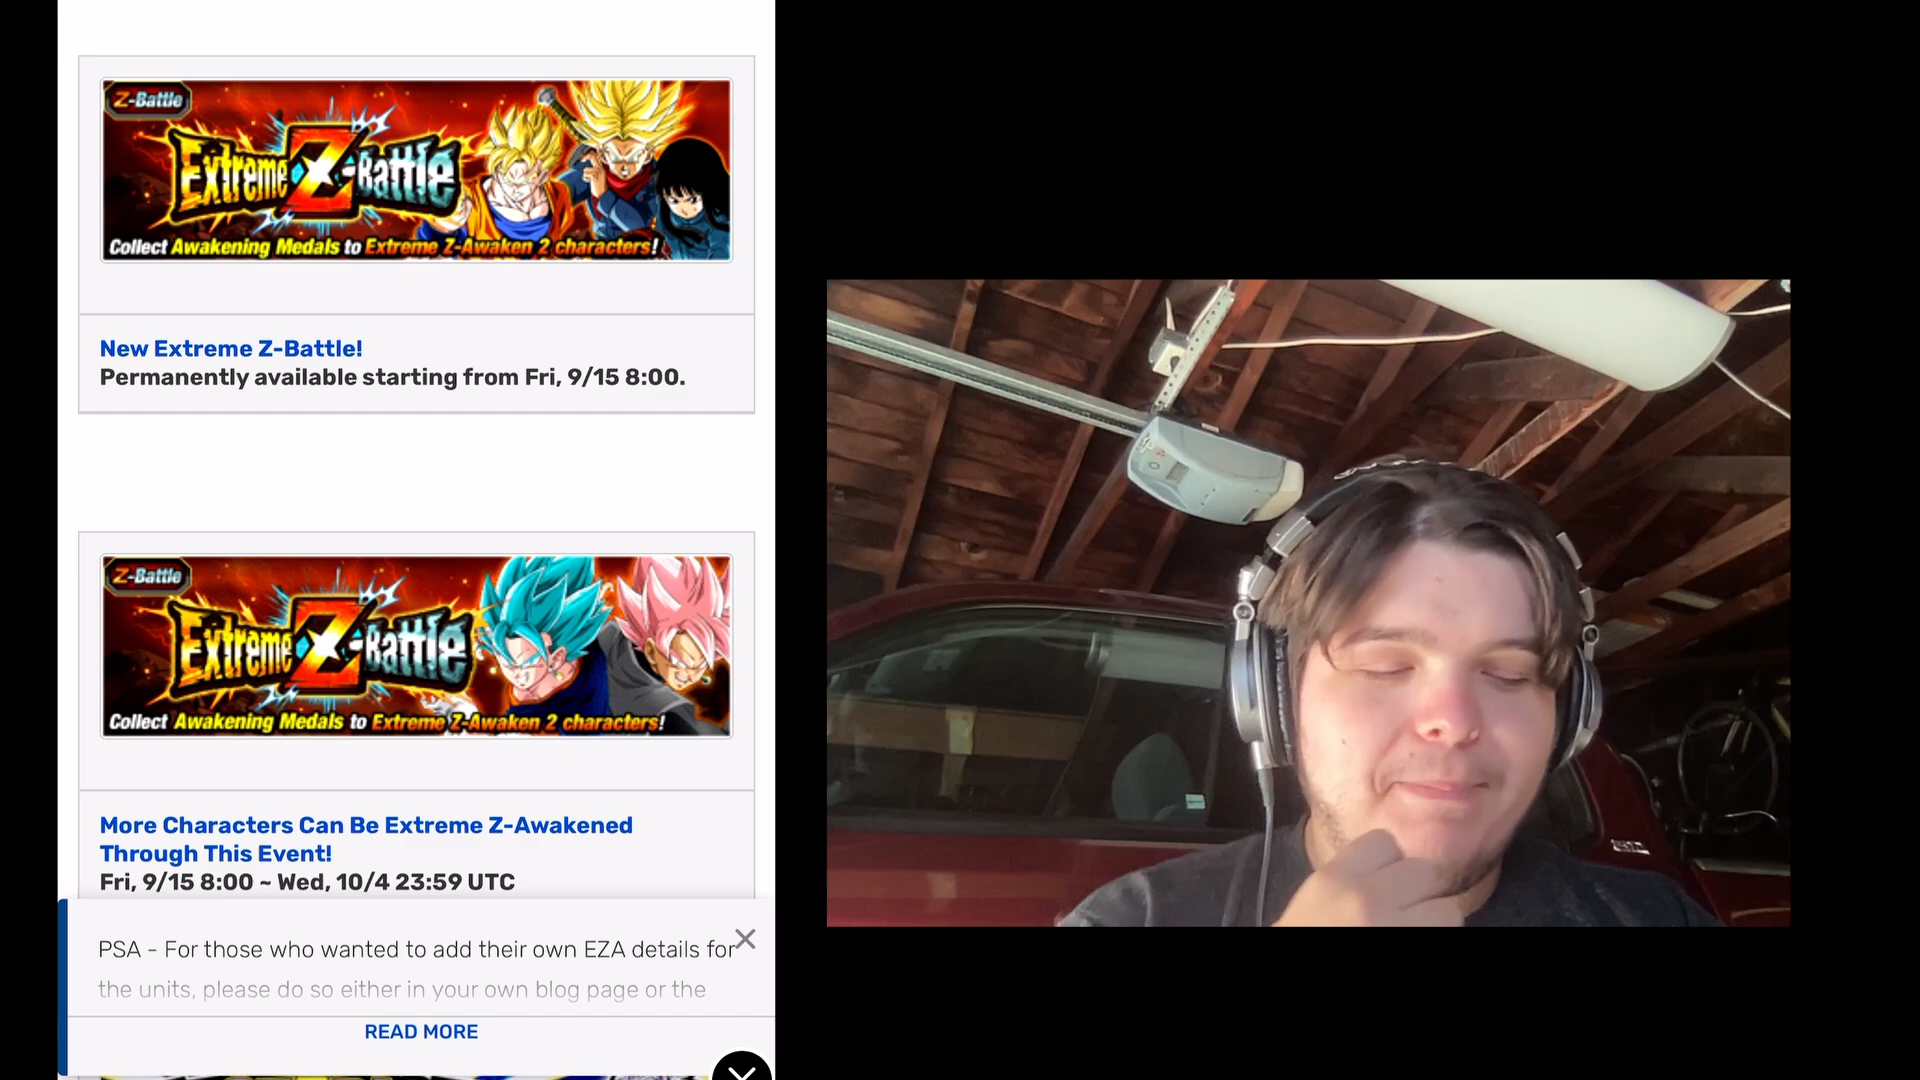 Z-Battle
Extreme Z-Battle
Collect Awakening Medals to Extreme Z-Awaken 2 characters!
New Extreme Z-Battle!
Permanently available starting from Fri, 9/15 8:00.
Z-Battle
Extreme Z-Battle
Collect Awakening Medals to Extreme Z-Awaken 2 characters!
More Characters Can Be Extreme Z-Awakened
Through This Event!
Fri, 9/15 8:00 ~ Wed, 10/4 23:59 UTC
PSA - For those who wanted to add their own EZA details for
the units, please do so either in your own blog page or the
READ MORE